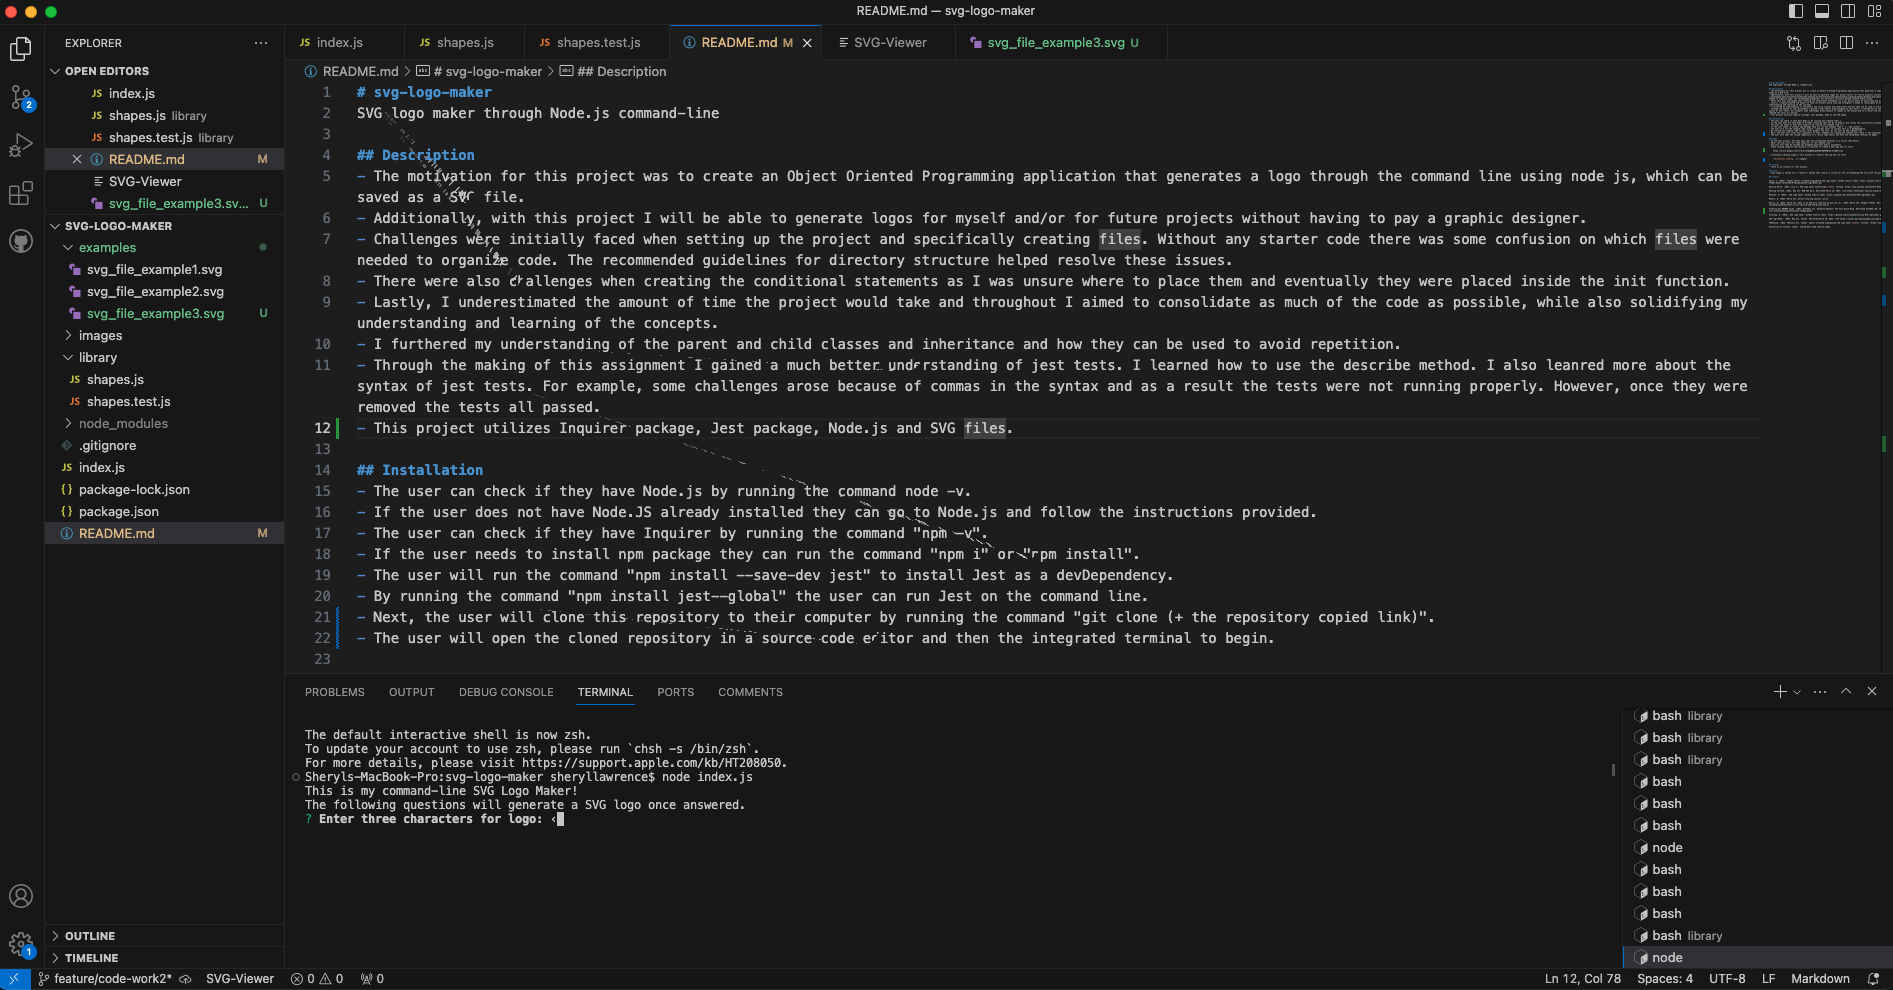 README.md — svg-logo-maker
EXPLORER
index.js
shapes.js
shapes.test.js
README.md M
SVG-Viewer
svg_file_example3.svg U
OPEN EDITORS
JS index.js
JS shapes.js library
JS shapes.test.js library
README.md M
SVG-Viewer
svg_file_example3.sv... U
SVG-LOGO-MAKER
examples
svg_file_example1.svg
svg_file_example2.svg
svg_file_example3.svg U
images
library
JS shapes.js
JS shapes.test.js
node_modules
.gitignore
JS index.js
{} package-lock.json
{} package.json
README.md M
OUTLINE
TIMELINE
README.md > # svg-logo-maker > ## Description
1 # svg-logo-maker
2 SVG logo maker through Node.js command-line
3
4 ## Description
5 - The motivation for this project was to create an Object Oriented Programming application that generates a logo through the command line using node js, which can be
saved as a SVG file.
6 - Additionally, with this project I will be able to generate logos for myself and/or for future projects without having to pay a graphic designer.
7 - Challenges were initially faced when setting up the project and specifically creating files. Without any starter code there was some confusion on which files were
needed to organize code. The recommended guidelines for directory structure helped resolve these issues.
8 - There were also challenges when creating the conditional statements as I was unsure where to place them and eventually they were placed inside the init function.
9 - Lastly, I underestimated the amount of time the project would take and throughout I aimed to consolidate as much of the code as possible, while also solidifying my
understanding and learning of the concepts.
10 - I furthered my understanding of the parent and child classes and inheritance and how they can be used to avoid repetition.
11 - Through the making of this assignment I gained a much better understanding of jest tests. I learned how to use the describe method. I also leanred more about the
syntax of jest tests. For example, some challenges arose because of commas in the syntax and as a result the tests were not running properly. However, once they were
removed the tests all passed.
12 - This project utilizes Inquirer package, Jest package, Node.js and SVG files.
13
14 ## Installation
15 - The user can check if they have Node.js by running the command node -v.
16 - If the user does not have Node.JS already installed they can go to Node.js and follow the instructions provided.
17 - The user can check if they have Inquirer by running the command "npm -v".
18 - If the user needs to install npm package they can run the command "npm i" or "npm install".
19 - The user will run the command "npm install --save-dev jest" to install Jest as a devDependency.
20 - By running the command "npm install jest--global" the user can run Jest on the command line.
21 - Next, the user will clone this repository to their computer by running the command "git clone (+ the repository copied link)".
22 - The user will open the cloned repository in a source code editor and then the integrated terminal to begin.
23
PROBLEMS OUTPUT DEBUG CONSOLE TERMINAL PORTS COMMENTS
The default interactive shell is now zsh.
To update your account to use zsh, please run `chsh -s /bin/zsh`.
For more details, please visit https://support.apple.com/kb/HT208050.
Sheryls-MacBook-Pro:svg-logo-maker sheryllawrence$ node index.js
This is my command-line SVG Logo Maker!
The following questions will generate a SVG logo once answered.
? Enter three characters for logo: ‹
bash library
bash library
bash library
bash
bash
bash
node
bash
bash
bash
bash library
node
feature/code-work2* SVG-Viewer 0 0 0
Ln 12, Col 78 Spaces: 4 UTF-8 LF Markdown